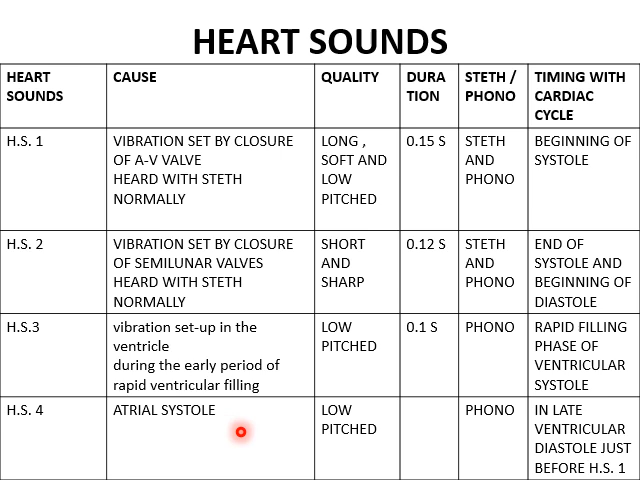 HEART SOUNDS
HEART SOUNDS
CAUSE
QUALITY
DURA TION
STETH / PHONO
TIMING WITH CARDIAC CYCLE
H.S. 1
VIBRATION SET BY CLOSURE
OF A-V VALVE
HEARD WITH STETH
NORMALLY
LONG ,
SOFT AND
LOW
PITCHED
0.15 S
STETH
AND
PHONO
BEGINNING OF
SYSTOLE
H.S. 2
VIBRATION SET BY CLOSURE
OF SEMILUNAR VALVES
HEARD WITH STETH
NORMALLY
SHORT
AND
SHARP
0.12 S
STETH
AND
PHONO
END OF
SYSTOLE AND
BEGINNING OF
DIASTOLE
H.S.3
vibration set-up in the
ventricle
during the early period of
rapid ventricular filling
LOW
PITCHED
0.1 S
PHONO
RAPID FILLING
PHASE OF
VENTRICULAR
SYSTOLE
H.S. 4
ATRIAL SYSTOLE
LOW
PITCHED
PHONO
IN LATE
VENTRICULAR
DIASTOLE JUST
BEFORE H.S. 1